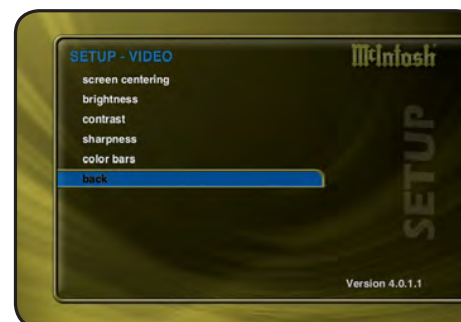 SETUP - VIDEO
McIntosh
screen centering
brightness
contrast
sharpness
color bars
back
SETUP
Version 4.0.1.1